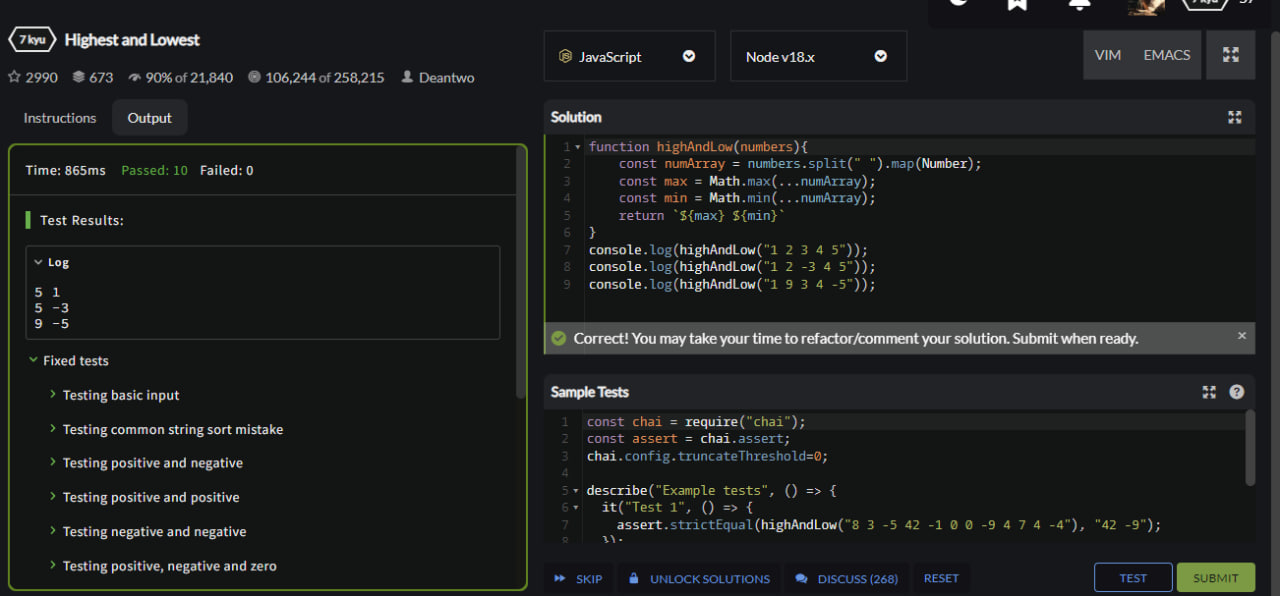 7 kyu Highest and Lowest
2990 673 90% of 21,840 106,244 of 258,215 Deantwo
Instructions Output
Time: 865ms Passed: 10 Failed: 0
Test Results:
Log
5 1
5 -3
9 -5
Fixed tests
Testing basic input
Testing common string sort mistake
Testing positive and negative
Testing positive and positive
Testing negative and negative
Testing positive, negative and zero
JavaScript Node v18.x VIM EMACS
Solution
1 function highAndLow(numbers){
2 const numArray = numbers.split(" ").map(Number);
3 const max = Math.max(...numArray);
4 const min = Math.min(...numArray);
5 return `${max} ${min}`
6 }
7 console.log(highAndLow("1 2 3 4 5"));
8 console.log(highAndLow("1 2 -3 4 5"));
9 console.log(highAndLow("1 9 3 4 -5"));
Correct! You may take your time to refactor/comment your solution. Submit when ready. ×
Sample Tests ?
1 const chai = require("chai");
2 const assert = chai.assert;
3 chai.config.truncateThreshold=0;
4
5 describe("Example tests", () => {
6 it("Test 1", () => {
7 assert.strictEqual(highAndLow("8 3 -5 42 -1 0 0 -9 4 7 4 -4"), "42 -9");
8 });
SKIP UNLOCK SOLUTIONS DISCUSS (268) RESET TEST SUBMIT